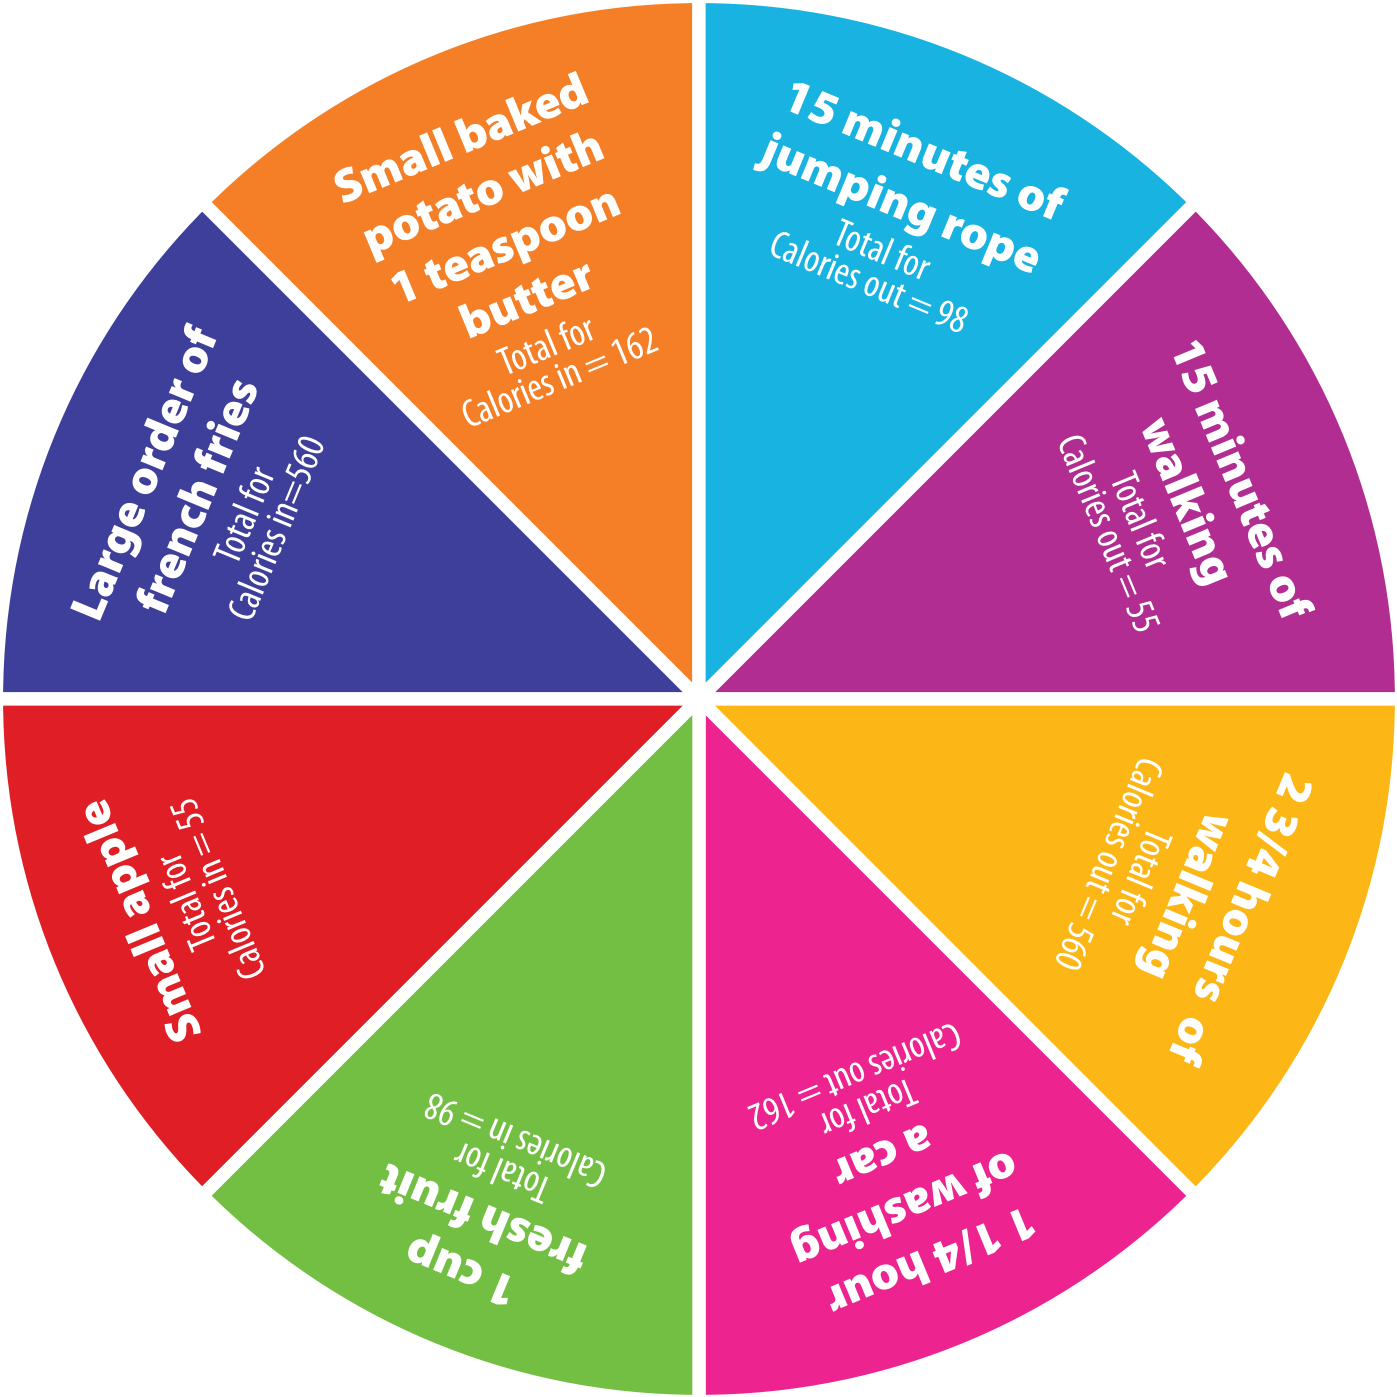 15 minutes of
jumping rope
Total for
Calories out = 98
15 minutes of
walking
Total for
Calories out = 55
2 3/4 hours of
walking
Total for
Calories out = 560
1 1/4 hour
of washing
a car
Total for
Calories out = 162
1 cup
fresh fruit
Total for
Calories in = 98
Small apple
Total for
Calories in = 55
Large order of
french fries
Total for
Calories in=560
Small baked
potato with
1 teaspoon
butter
Total for
Calories in = 162